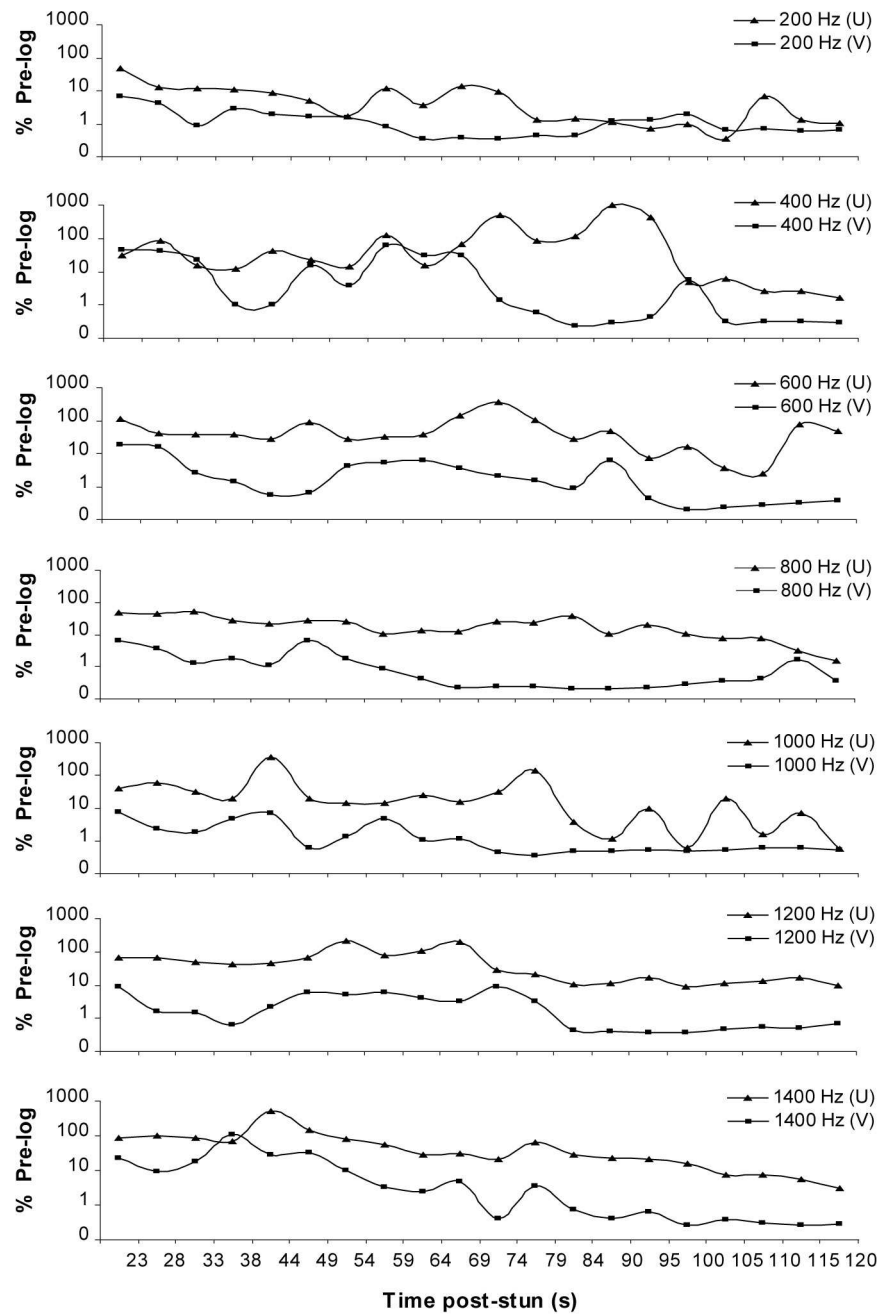 200 Hz (U)
200 Hz (V)
% Pre-log
1000
100
10
1
0
400 Hz (U)
400 Hz (V)
% Pre-log
1000
100
10
1
0
600 Hz (U)
600 Hz (V)
% Pre-log
1000
100
10
1
0
800 Hz (U)
800 Hz (V)
% Pre-log
1000
100
10
1
0
1000 Hz (U)
1000 Hz (V)
% Pre-log
1000
100
10
1
0
1200 Hz (U)
1200 Hz (V)
% Pre-log
1000
100
10
1
0
1400 Hz (U)
1400 Hz (V)
% Pre-log
1000
100
10
1
0
23 28 33 38 44 49 54 59 64 69 74 79 84 90 95 100 105 110 115 120
Time post-stun (s)